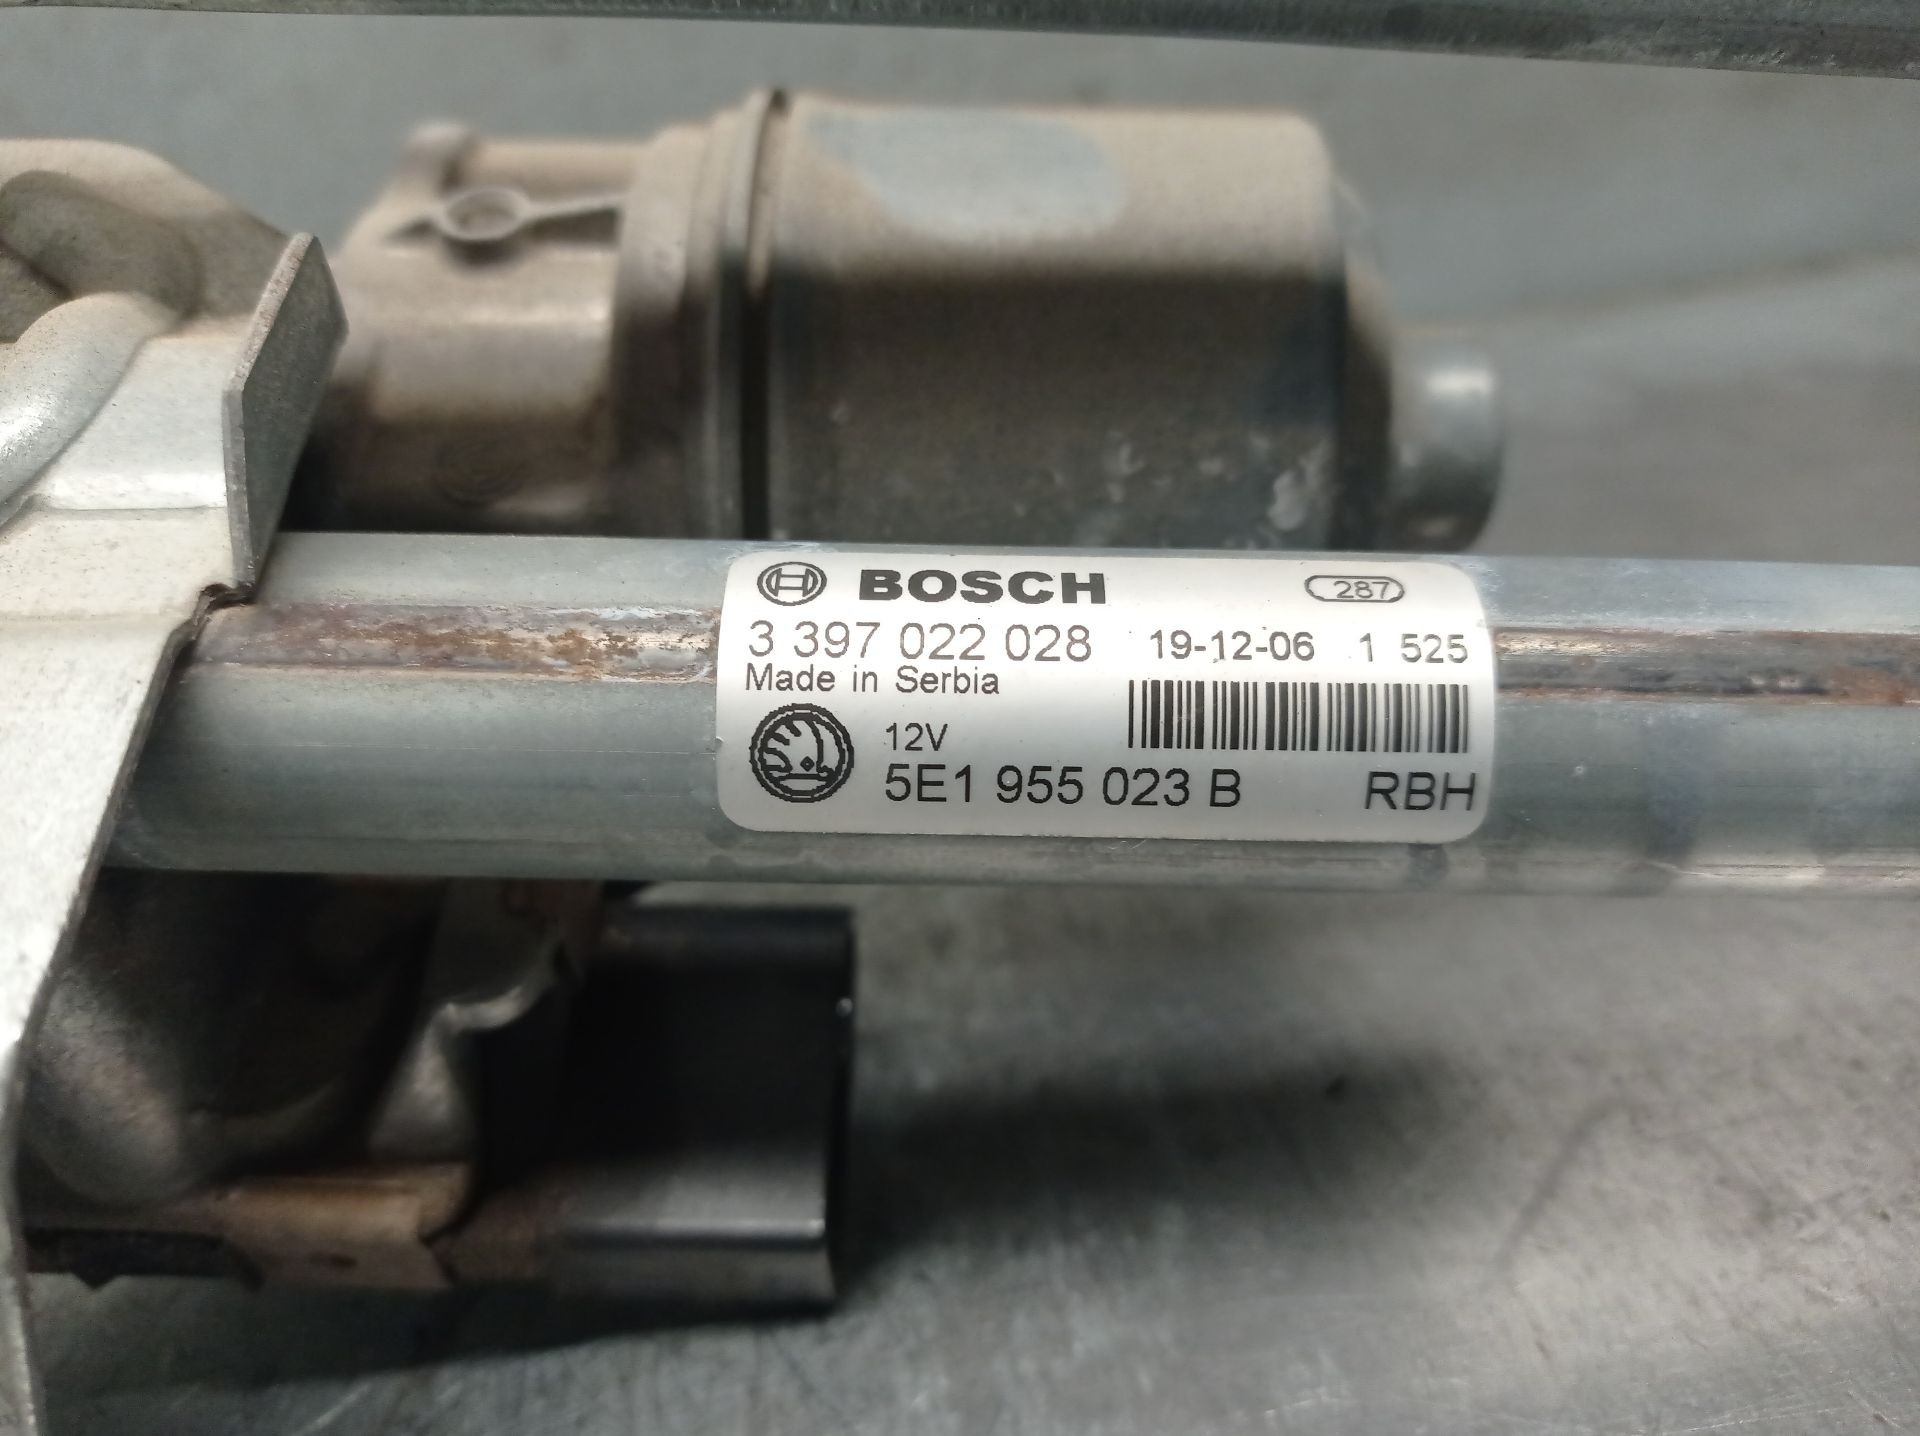 BOSCH 287
3 397 022 028 19-12-06 1 525
Made in Serbia
12V
5E1 955 023 B RBH